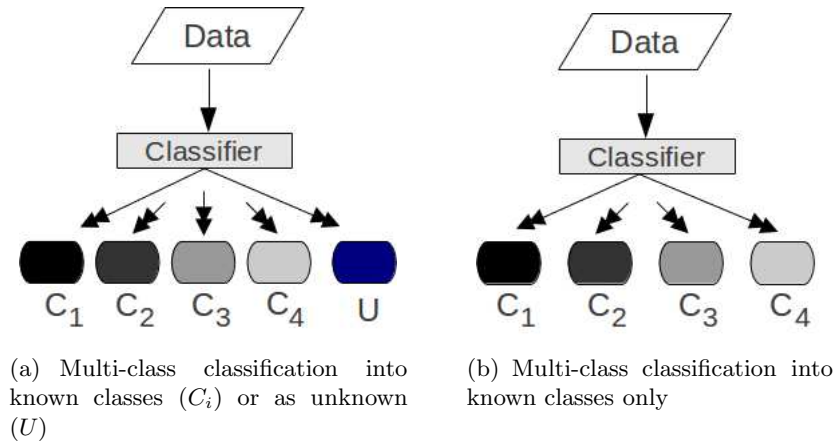 Data
Classifier
C1 C2 C3 C4 U
(a) Multi-class classification into
known classes (Ci) or as unknown
(U)
Data
Classifier
C1 C2 C3 C4
(b) Multi-class classification into
known classes only